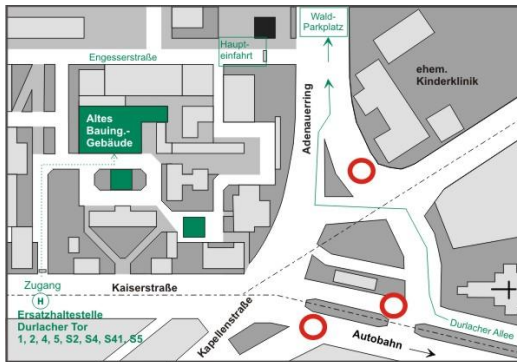 Wald-
Parkplatz
Engesserstraße
Haupt-
einfahrt
ehem.
Kinderklinik
Adenauerring
Altes
Bauing.-
Gebäude
Zugang
H
Kaiserstraße
Ersatzhaltestelle
Durlacher Tor
1, 2, 4, 5, S2, S4, S41, S5
Kapellenstraße
Durlacher Allee
Autobahn